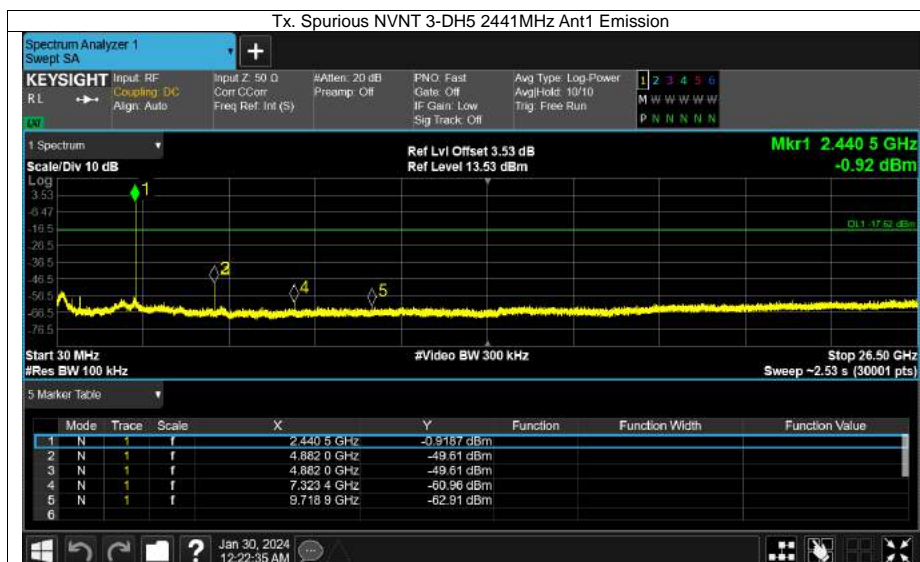 Tx. Spurious NVNT 3-DH5 2441MHz Ant1 Emission
Spectrum Analyzer 1
Swept SA
+
KEYSIGHT
RL
Input: RF
Coupling: DC
Align: Auto
Input Z: 50 Ω
Corr CCorr
Freq Ref: Int (S)
#Atten: 20 dB
Preamp: Off
PNO: Fast
Gate: Off
IF Gain: Low
Sig Track: Off
Avg Type: Log-Power
Avg|Hold: 10/10
Trig: Free Run
1 2 3 4 5 6
M W W W W W
P N N N N N
1 Spectrum
Scale/Div 10 dB
Ref Lvl Offset 3.53 dB
Ref Level 13.53 dBm
Mkr1 2.440 5 GHz
-0.92 dBm
Log
3.53
-6.47
-16.5
-26.5
-36.5
-46.5
-56.5
-66.5
-76.5
1
2
4
5
DL1 -17.52 dBm
Start 30 MHz
#Video BW 300 kHz
Stop 26.50 GHz
#Res BW 100 kHz
Sweep ~2.53 s (30001 pts)
5 Marker Table
Mode Trace Scale X Y Function Function Width Function Value
1 N 1 f 2.440 5 GHz -0.9187 dBm
2 N 1 f 4.882 0 GHz -49.61 dBm
3 N 1 f 4.882 0 GHz -49.61 dBm
4 N 1 f 7.323 4 GHz -60.96 dBm
5 N 1 f 9.718 9 GHz -62.91 dBm
6
?
Jan 30, 2024
12:22:35 AM